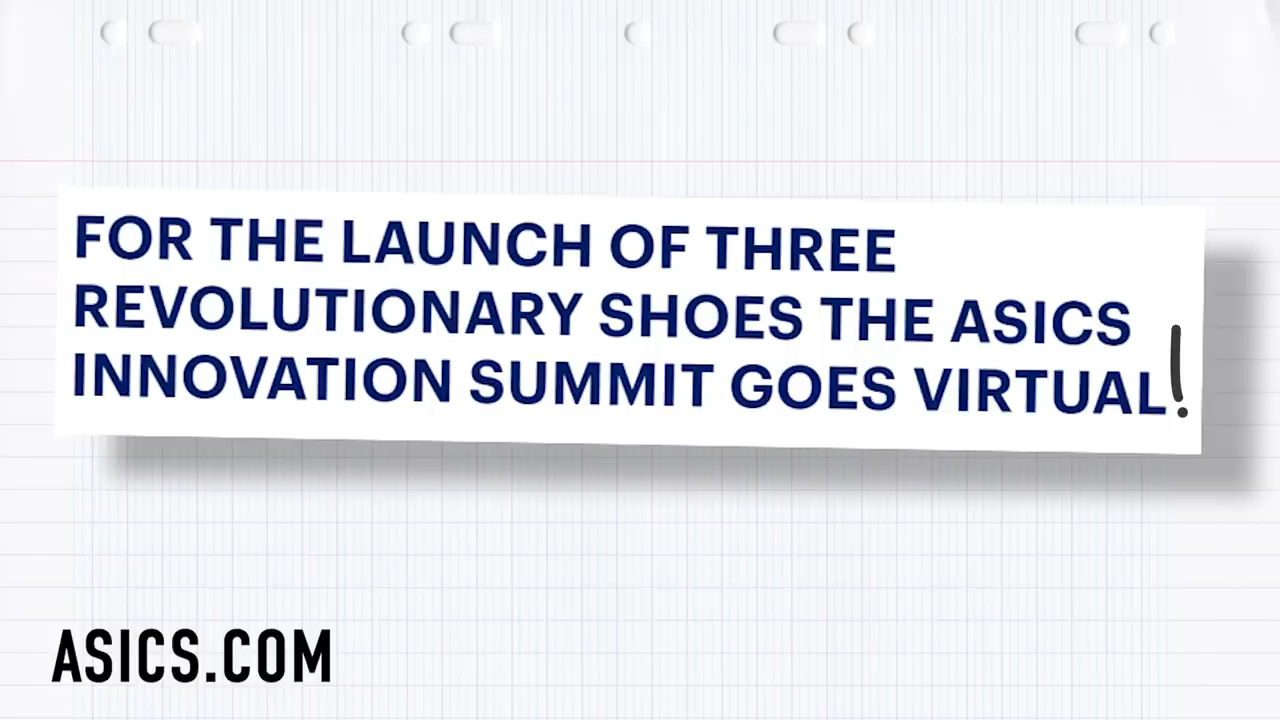 FOR THE LAUNCH OF THREE
REVOLUTIONARY SHOES THE ASICS
INNOVATION SUMMIT GOES VIRTUAL!
ASICS.COM